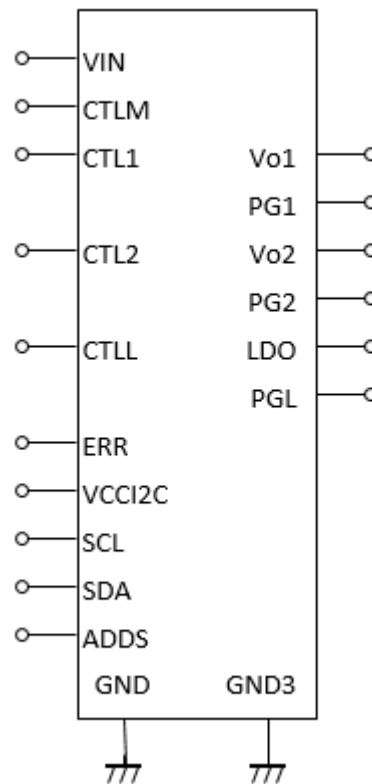 VIN
CTLM
CTL1
Vo1
PG1
CTL2
Vo2
PG2
CTLL
LDO
PGL
ERR
VCCI2C
SCL
SDA
ADDS
GND
GND3